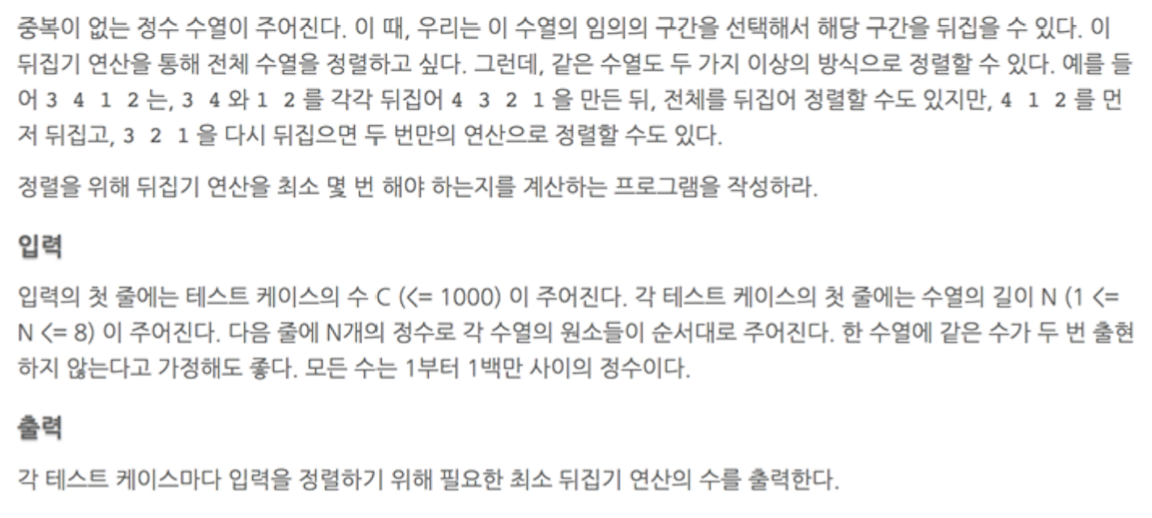 중복이 없는 정수 수열이 주어진다. 이 때, 우리는 이 수열의 임의의 구간을 선택해서 해당 구간을 뒤집을 수 있다. 이
뒤집기 연산을 통해 전체 수열을 정렬하고 싶다. 그런데, 같은 수열도 두 가지 이상의 방식으로 정렬할 수 있다. 예를 들
어 3 4 1 2 는, 3 4 와 1 2 를 각각 뒤집어 4 3 2 1 을 만든 뒤, 전체를 뒤집어 정렬할 수도 있지만, 4 1 2 를 먼
저 뒤집고, 3 2 1 을 다시 뒤집으면 두 번만의 연산으로 정렬할 수도 있다.
정렬을 위해 뒤집기 연산을 최소 몇 번 해야 하는지를 계산하는 프로그램을 작성하라.
입력
입력의 첫 줄에는 테스트 케이스의 수 C (<= 1000) 이 주어진다. 각 테스트 케이스의 첫 줄에는 수열의 길이 N (1 <=
N <= 8) 이 주어진다. 다음 줄에 N개의 정수로 각 수열의 원소들이 순서대로 주어진다. 한 수열에 같은 수가 두 번 출현
하지 않는다고 가정해도 좋다. 모든 수는 1부터 1백만 사이의 정수이다.
출력
각 테스트 케이스마다 입력을 정렬하기 위해 필요한 최소 뒤집기 연산의 수를 출력한다.